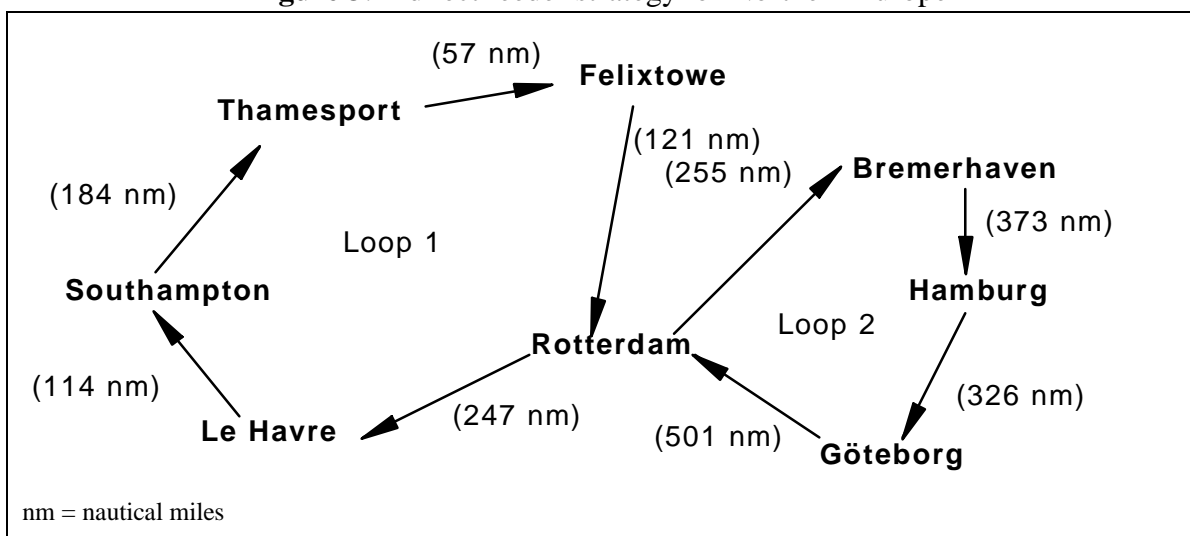 (57 nm)
Felixtowe
Thamesport
(121 nm)
(255 nm)
Bremerhaven
(184 nm)
(373 nm)
Loop 1
Southampton
Hamburg
Loop 2
Rotterdam
(114 nm)
(326 nm)
(247 nm)
(501 nm)
Le Havre
Göteborg
nm = nautical miles